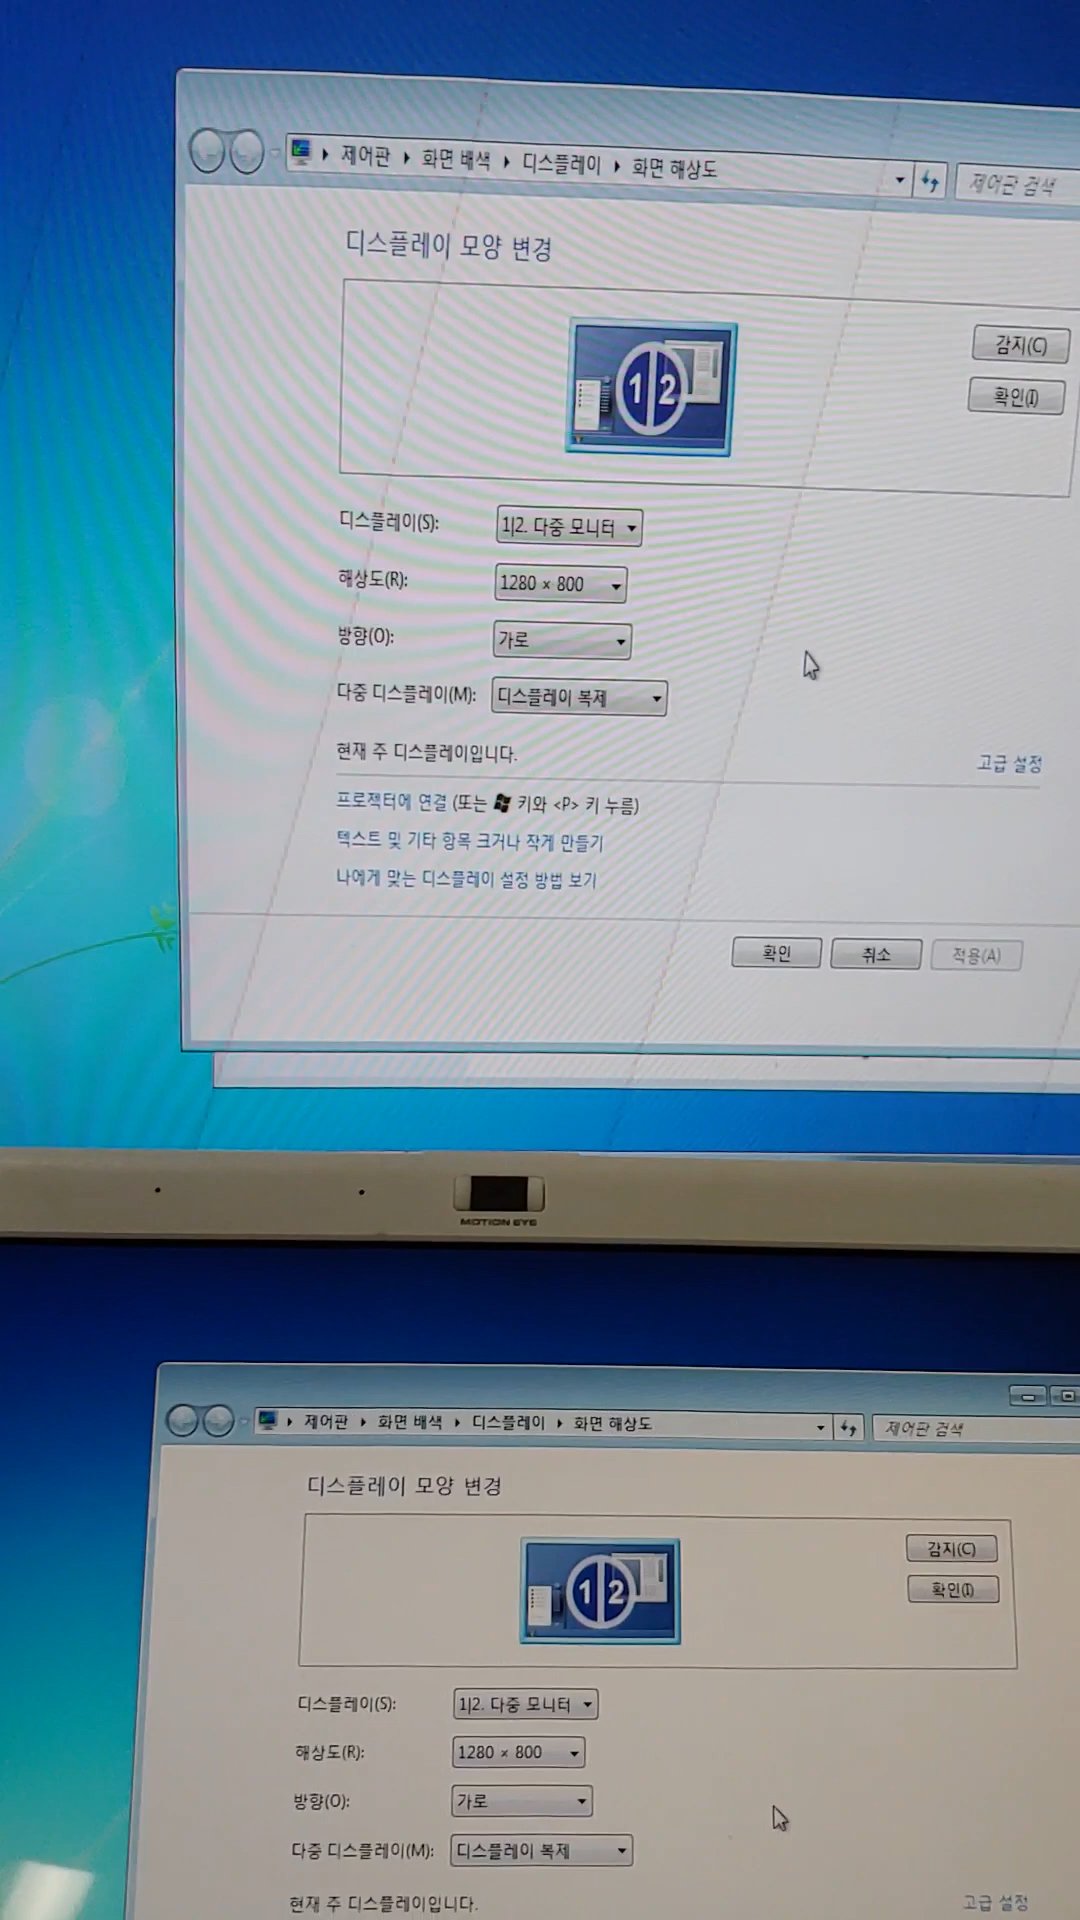 제어판 화면 배색 디스플레이 화면 해상도 제어판 검색
디스플레이 모양 변경
1 2
감지(C)
확인(I)
디스플레이(S): 1|2. 다중 모니터
해상도(R): 1280 × 800
방향(O): 가로
다중 디스플레이(M): 디스플레이 복제
현재 주 디스플레이입니다. 고급 설정
프로젝터에 연결 (또는 키와 <P> 키 누름)
텍스트 및 기타 항목 크거나 작게 만들기
나에게 맞는 디스플레이 설정 방법 보기
확인 취소 적용(A)
MOTION EYE
제어판 화면 배색 디스플레이 화면 해상도 제어판 검색
디스플레이 모양 변경
1 2
감지(C)
확인(I)
디스플레이(S): 1|2. 다중 모니터
해상도(R): 1280 × 800
방향(O): 가로
다중 디스플레이(M): 디스플레이 복제
현재 주 디스플레이입니다. 고급 설정